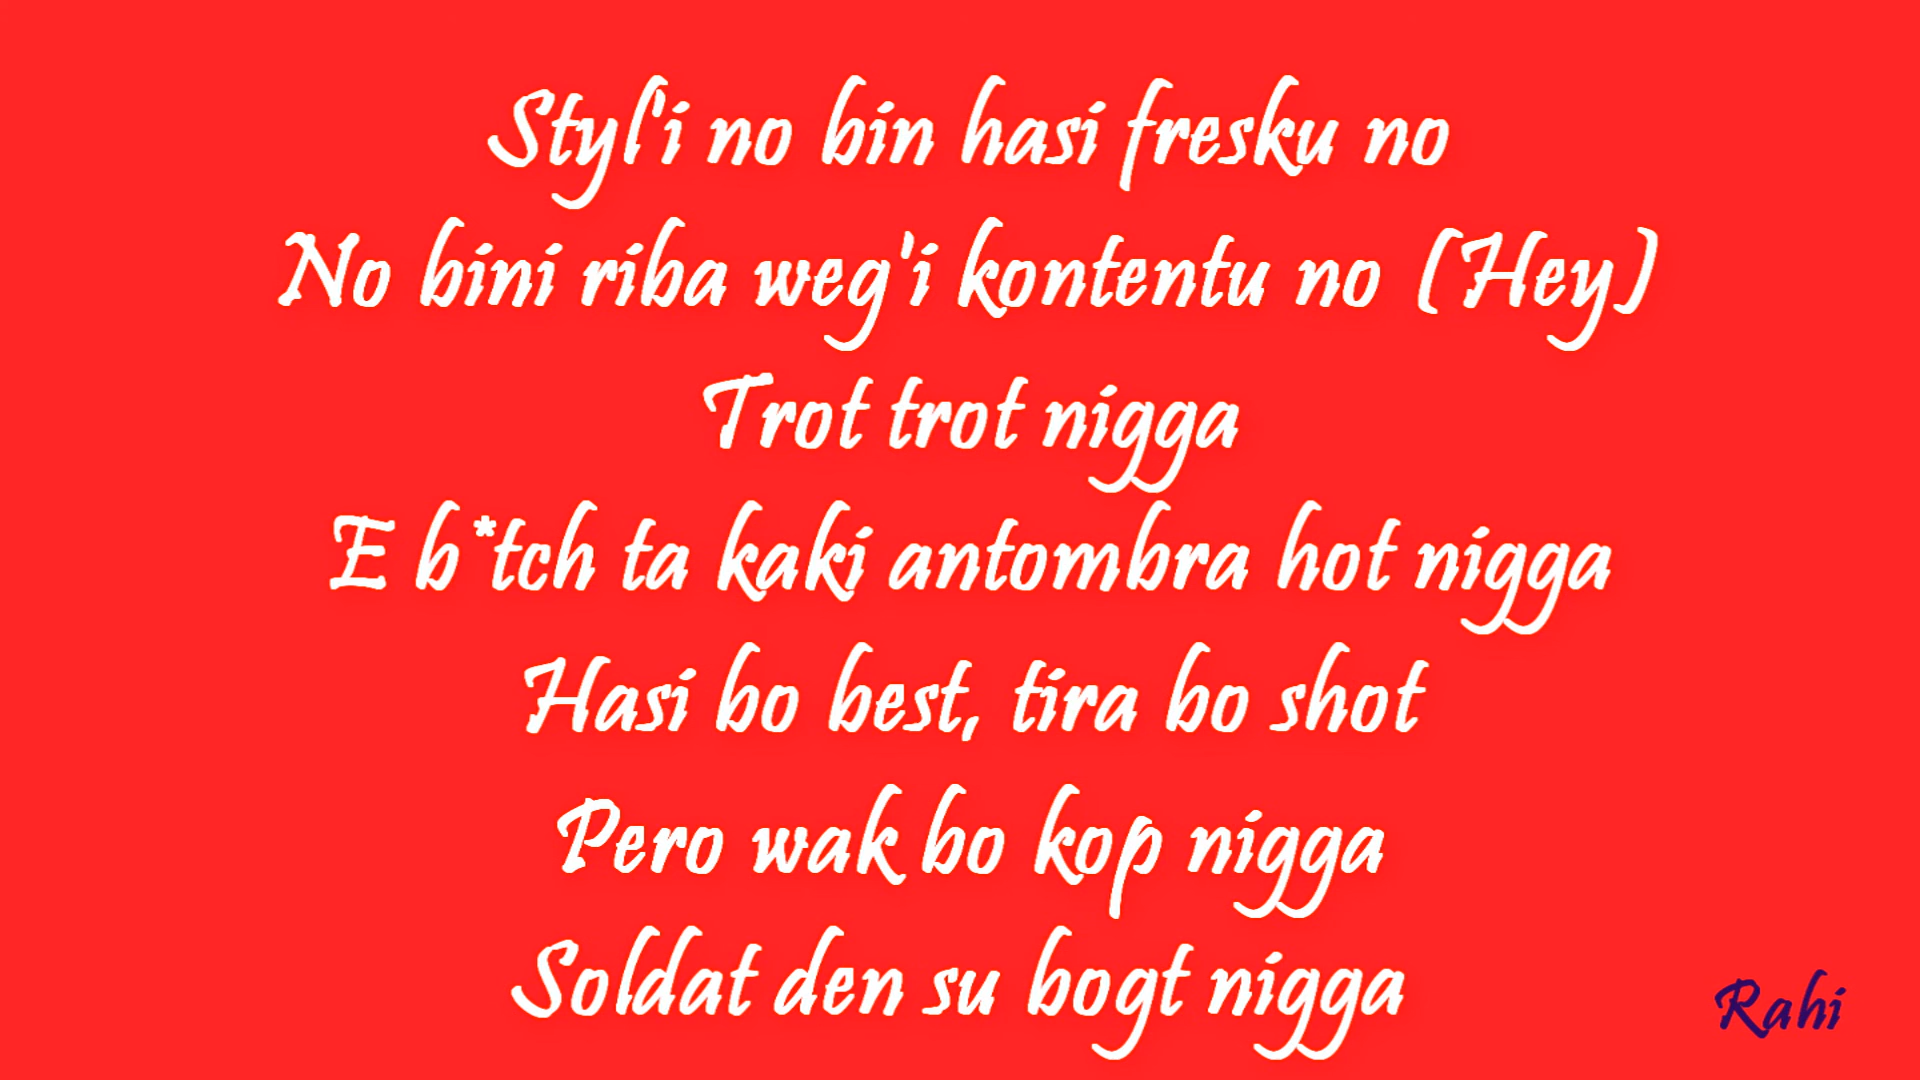 Styl'i no bin hasi fresku no
No bini riba weg'i kontentu no (Hey)
Trot trot nigga
E b*tch ta kaki antombra hot nigga
Hasi bo best, tira bo shot
Pero wak bo kop nigga
Soldat den su bogt nigga
Rahi